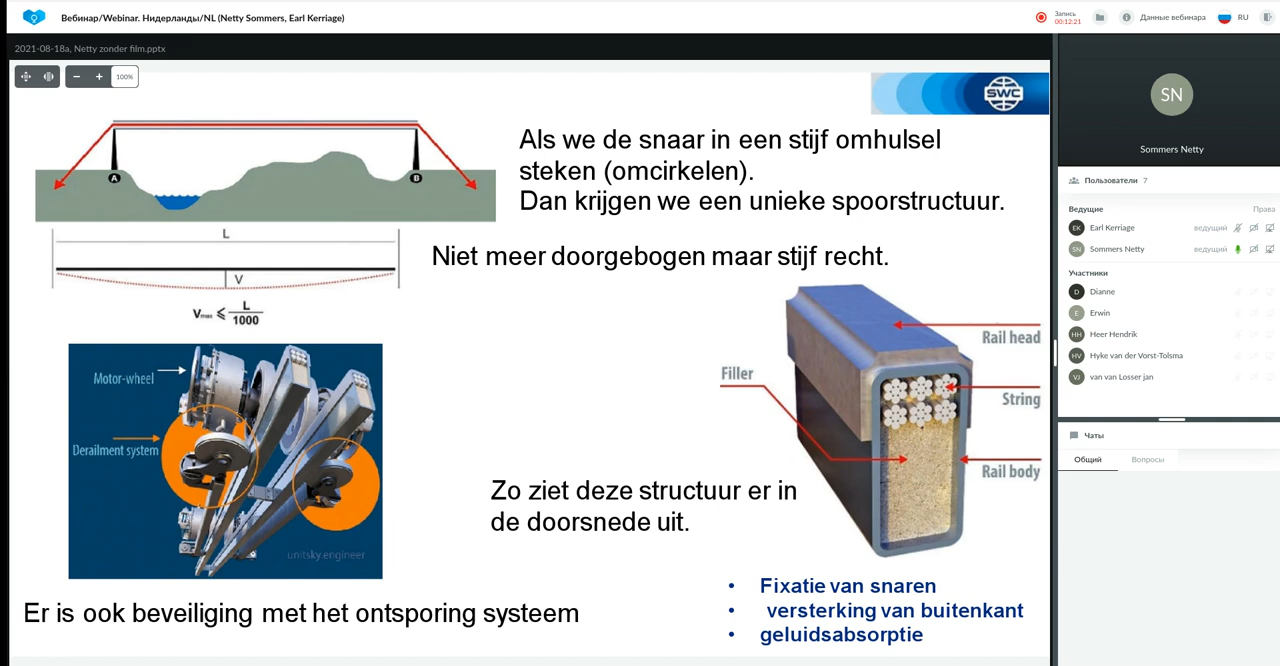 Вебинар/Webinar. Нидерланды/NL (Netty Sommers, Earl Kerriage)
Запись
00:12:21
Данные вебинара
RU
2021-08-18a, Netty zonder film.pptx
100%
SWC
Als we de snaar in een stijf omhulsel
steken (omcirkelen).
Dan krijgen we een unieke spoorstructuur.
A
B
L
Niet meer doorgebogen maar stijf recht.
V
Vmax ⩽ L
1000
Motor-wheel
Derailment system
unitsky.engineer
Rail head
Filler
String
Rail body
Zo ziet deze structuur er in
de doorsnede uit.
• Fixatie van snaren
• versterking van buitenkant
• geluidsabsorptie
Er is ook beveiliging met het ontsporing systeem
SN
Sommers Netty
Пользователи 7
Ведущие Права
EK Earl Kerriage ведущий
SN Sommers Netty ведущий
Участники
D Dianne
E Erwin
HH Heer Hendrik
HV Hyke van der Vorst-Tolsma
VJ van van Losser jan
Чаты
Общий Вопросы